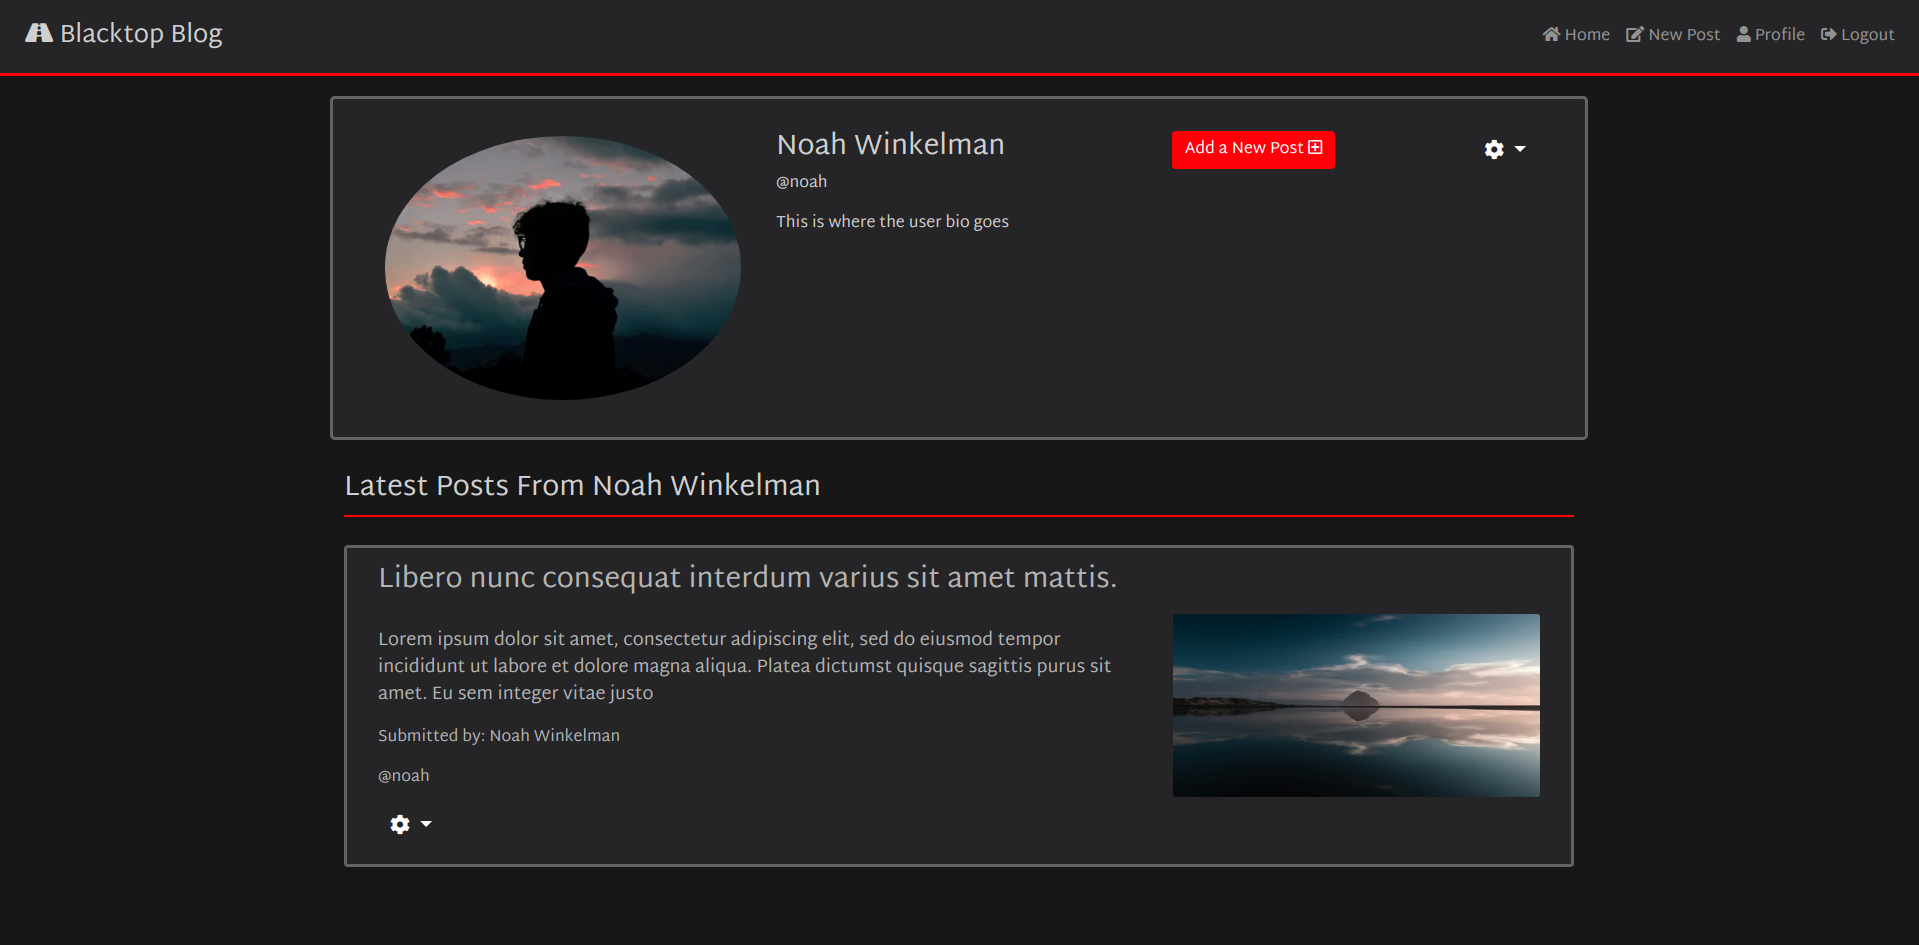 Blacktop Blog
Home New Post Profile Logout
Noah Winkelman
@noah
This is where the user bio goes
Add a New Post
Latest Posts From Noah Winkelman
Libero nunc consequat interdum varius sit amet mattis.
Lorem ipsum dolor sit amet, consectetur adipiscing elit, sed do eiusmod tempor
incididunt ut labore et dolore magna aliqua. Platea dictumst quisque sagittis purus sit
amet. Eu sem integer vitae justo
Submitted by: Noah Winkelman
@noah